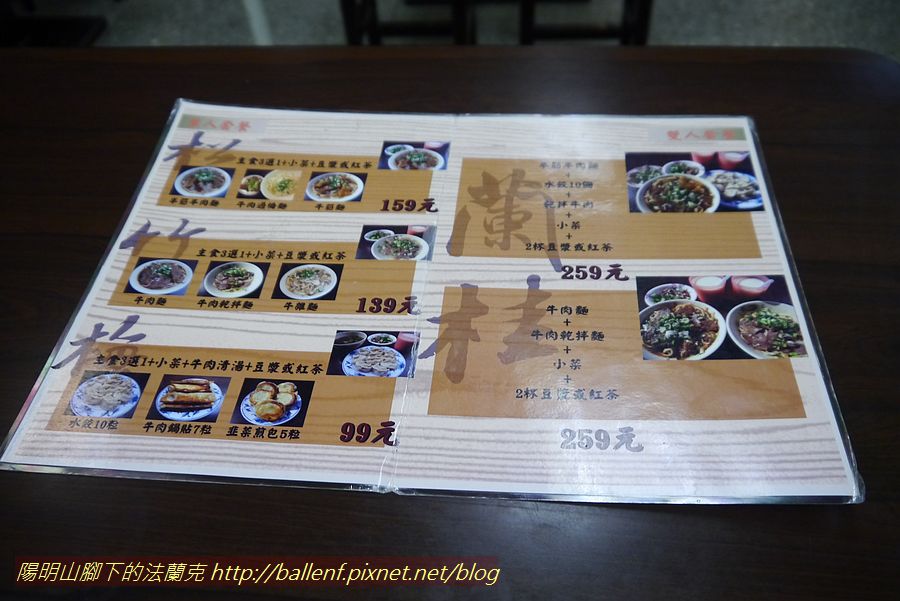 單人套餐
松
主食3選1+小菜+豆漿或紅茶
半筋半肉麵 牛肉過橋麵 牛筋麵
159元
竹
主食3選1+小菜+豆漿或紅茶
牛肉麵 牛肉乾拌麵 牛雜麵
139元
梅
主食3選1+小菜+牛肉清湯+豆漿或紅茶
水餃10粒 牛肉鍋貼7粒 韭菜煎包5粒
99元
雙人套餐
蘭
半筋半肉麵
+
水餃10個
+
乾拌牛肉
+
小菜
+
2杯豆漿或紅茶
259元
桂
牛肉麵
+
牛肉乾拌麵
+
小菜
+
2杯豆漿或紅茶
259元
陽明山腳下的法蘭克 http://ballenf.pixnet.net/blog